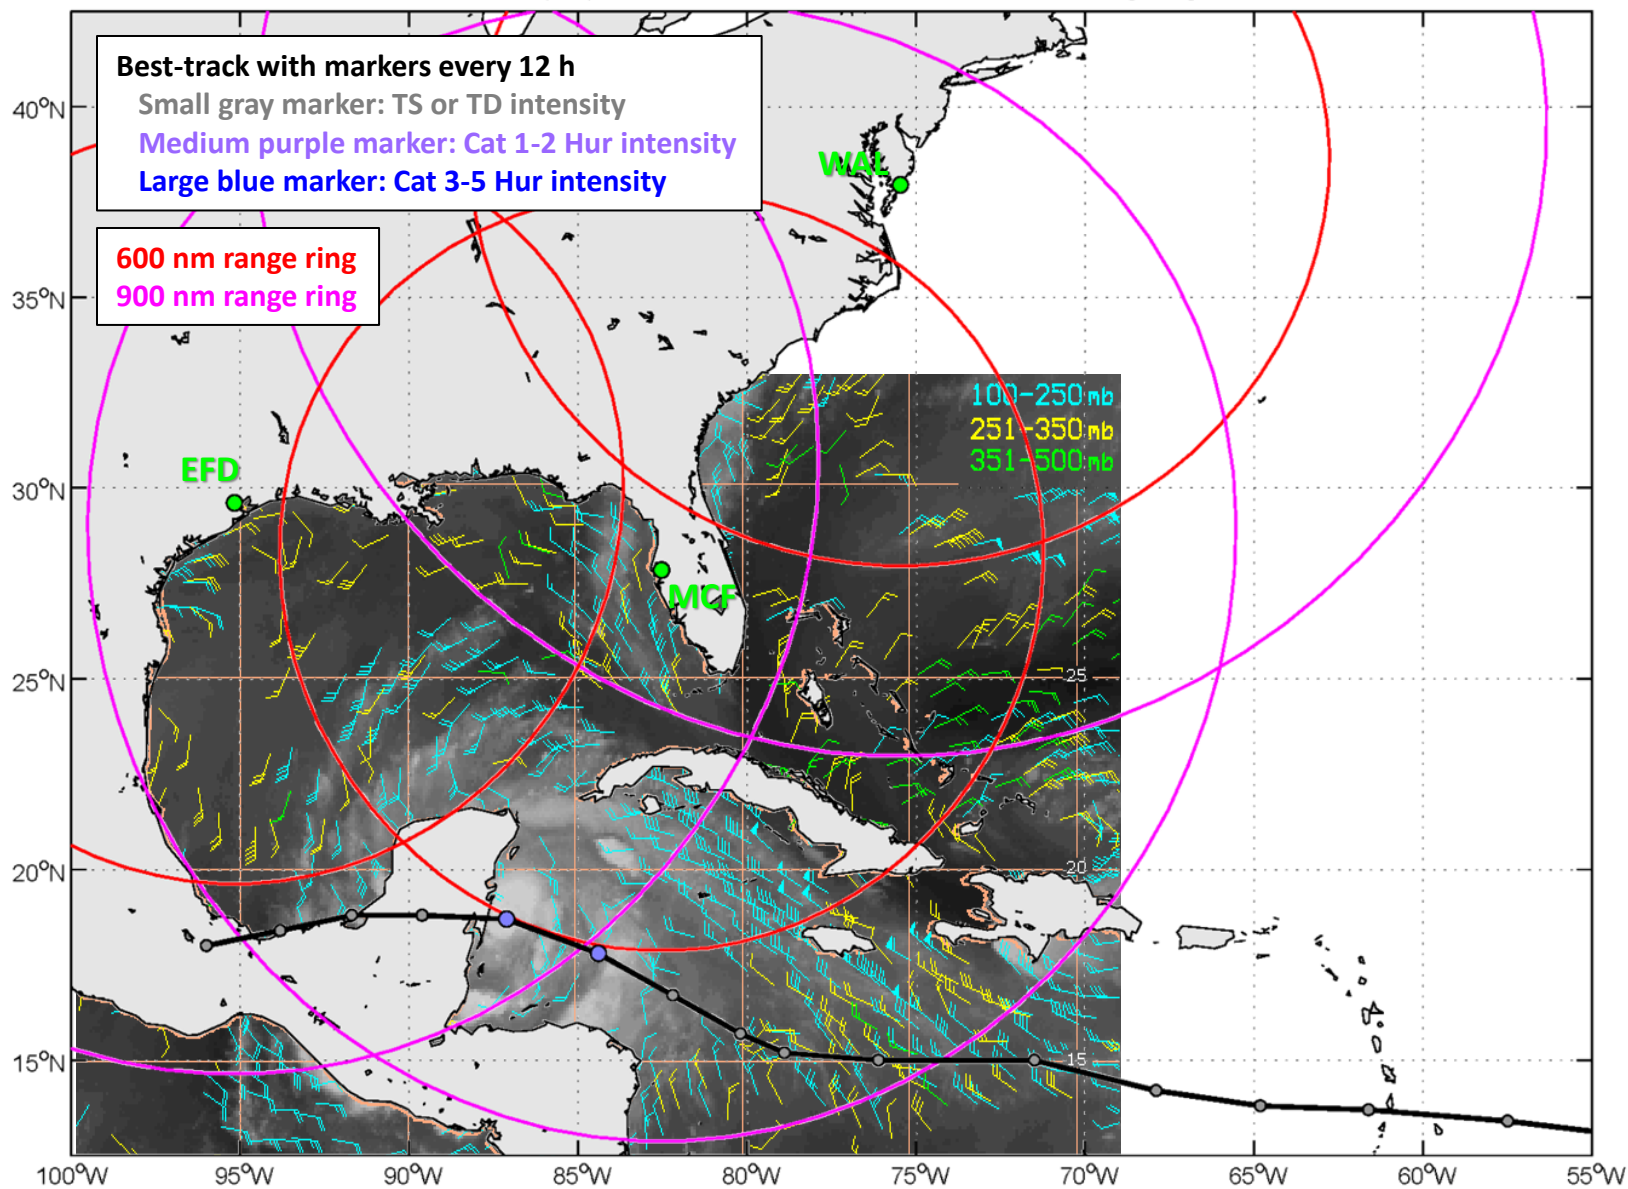 Best-track with markers every 12 h
Small gray marker: TS or TD intensity
Medium purple marker: Cat 1-2 Hur intensity
Large blue marker: Cat 3-5 Hur intensity
600 nm range ring
900 nm range ring
WAL
EFD
MCF
100-250 mb
251-350 mb
351-500 mb
25
20
15
40°N
35°N
30°N
25°N
20°N
15°N
100°W 95°W 90°W 85°W 80°W 75°W 70°W 65°W 60°W 55°W